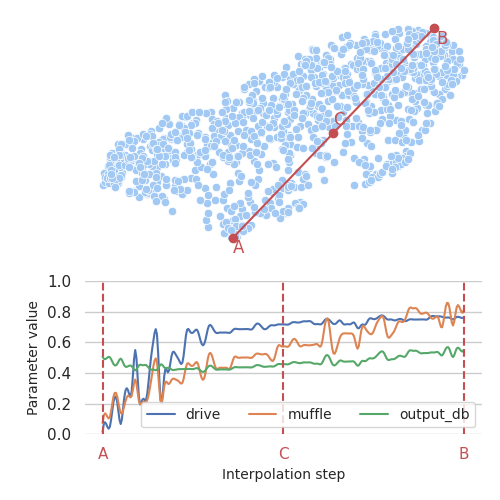 B
C
A
1.0
0.8
0.6
0.4
0.2
0.0
Parameter value
drive muffle output_db
A C B
Interpolation step